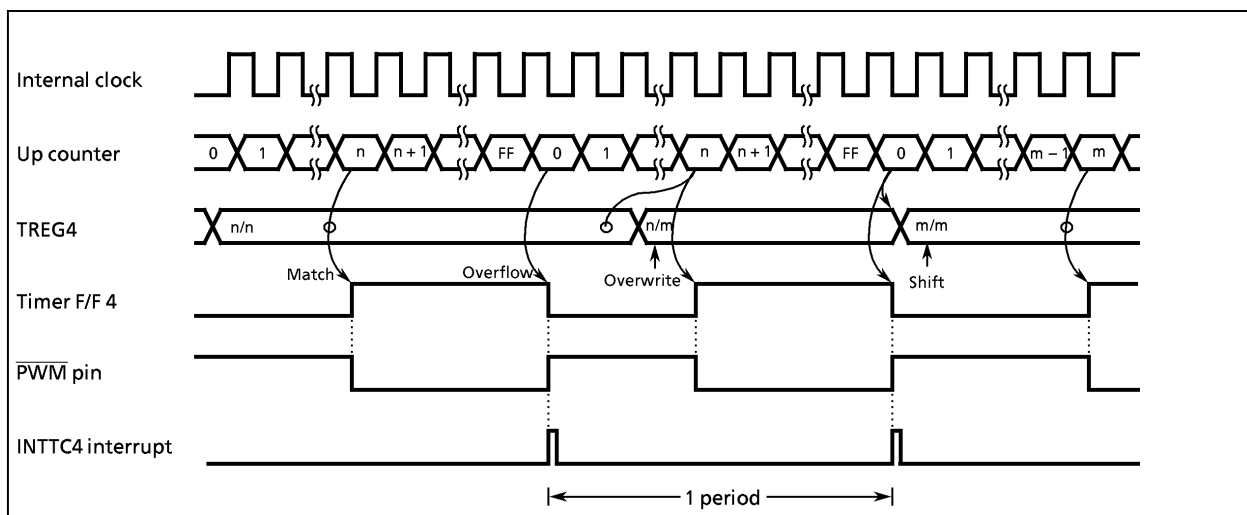 Internal clock
Up counter
0 1 n n + 1 FF 0 1 n n + 1 FF 0 1 m – 1 m
TREG4
n/n n/m m/m
Match Overflow Overwrite Shift
Timer F/F 4
PWM pin
INTTC4 interrupt
1 period